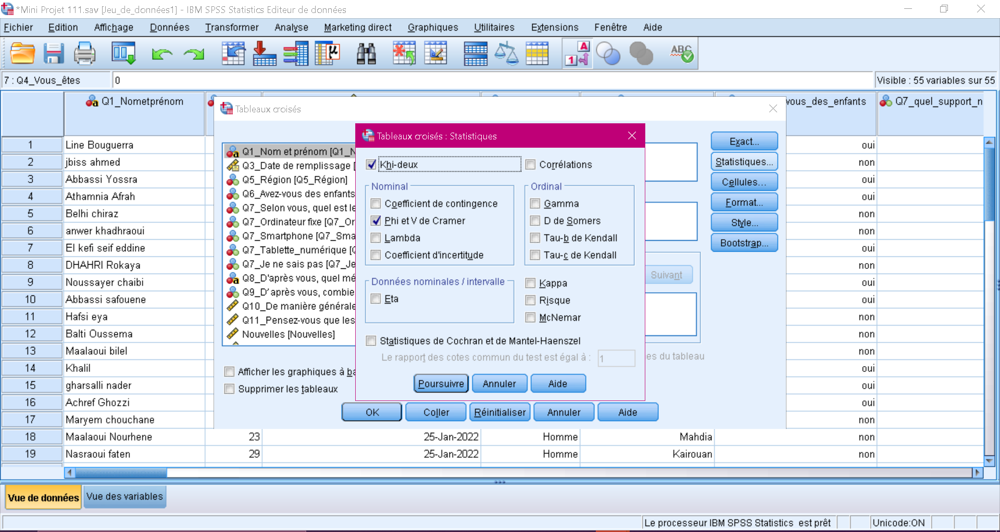 *Mini Projet 111.sav [Jeu_de_données1] - IBM SPSS Statistics Editeur de données
Fichier Edition Affichage Données Transformer Analyse Marketing direct Graphiques Utilitaires Extensions Fenêtre Aide
7 : Q4_Vous_êtes 0 Visible : 55 variables sur 55
Q1_Nometprénom vous_des_enfants Q7_quel_support_n
Tableaux croisés
Tableaux croisés : Statistiques
Q1_Nom et prénom [Q1_N
Q3_Date de remplissage [
Q5_Région [Q5_Région]
Q6_Avez-vous des enfants
Q7_Selon vous, quel est le
Q7_Ordinateur fixe [Q7_Or
Q7_Smartphone [Q7_Sma
Q7_Tablette_numérique [Q
Q7_Je ne sais pas [Q7_Je
Q8_D'après vous, quel mé
Q9_D'après vous, combie
Q10_De manière générale
Q11_Pensez-vous que les
Nouvelles [Nouvelles]
Afficher les graphiques à ba
Supprimer les tableaux
Khi-deux Corrélations
Nominal Ordinal
Coefficient de contingence Gamma
Phi et V de Cramer D de Somers
Lambda Tau-b de Kendall
Coefficient d'incertitude Tau-c de Kendall
Données nominales / intervalle Kappa
Eta Risque
McNemar
Statistiques de Cochran et de Mantel-Haenszel
Le rapport des cotes commun du test est égal à : 1
Poursuivre Annuler Aide
Exact...
Statistiques...
Cellules...
Format...
Style...
Bootstrap...
Suivant
es du tableau
OK Coller Réinitialiser Annuler Aide
1 Line Bouguerra oui
2 jbiss ahmed non
3 Abbassi Yossra oui
4 Athamnia Afrah oui
5 Belhi chiraz non
6 anwer khadhraoui non
7 El kefi seif eddine oui
8 DHAHRI Rokaya non
9 Noussayer chaibi oui
10 Abbassi safouene oui
11 Hafsi eya non
12 Balti Oussema non
13 Maalaoui bilel non
14 Khalil oui
15 gharsalli nader oui
16 Achref Ghozzi oui
17 Maryem chouchane non
18 Maalaoui Nourhene 23 25-Jan-2022 Homme Mahdia non
19 Nasraoui faten 29 25-Jan-2022 Homme Kairouan non
Vue de données Vue des variables
Le processeur IBM SPSS Statistics est prêt Unicode:ON